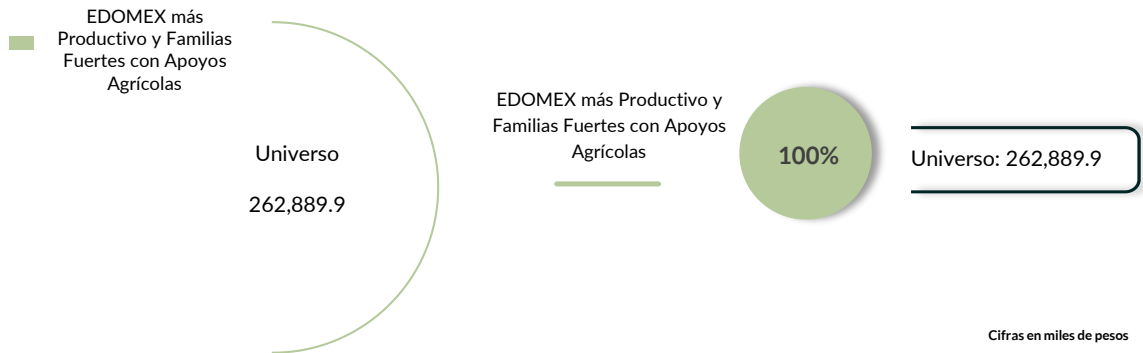 EDOMEX más
Productivo y Familias
Fuertes con Apoyos
Agrícolas
Universo
262,889.9
EDOMEX más Productivo y
Familias Fuertes con Apoyos
Agrícolas
100%
Universo: 262,889.9
Cifras en miles de pesos